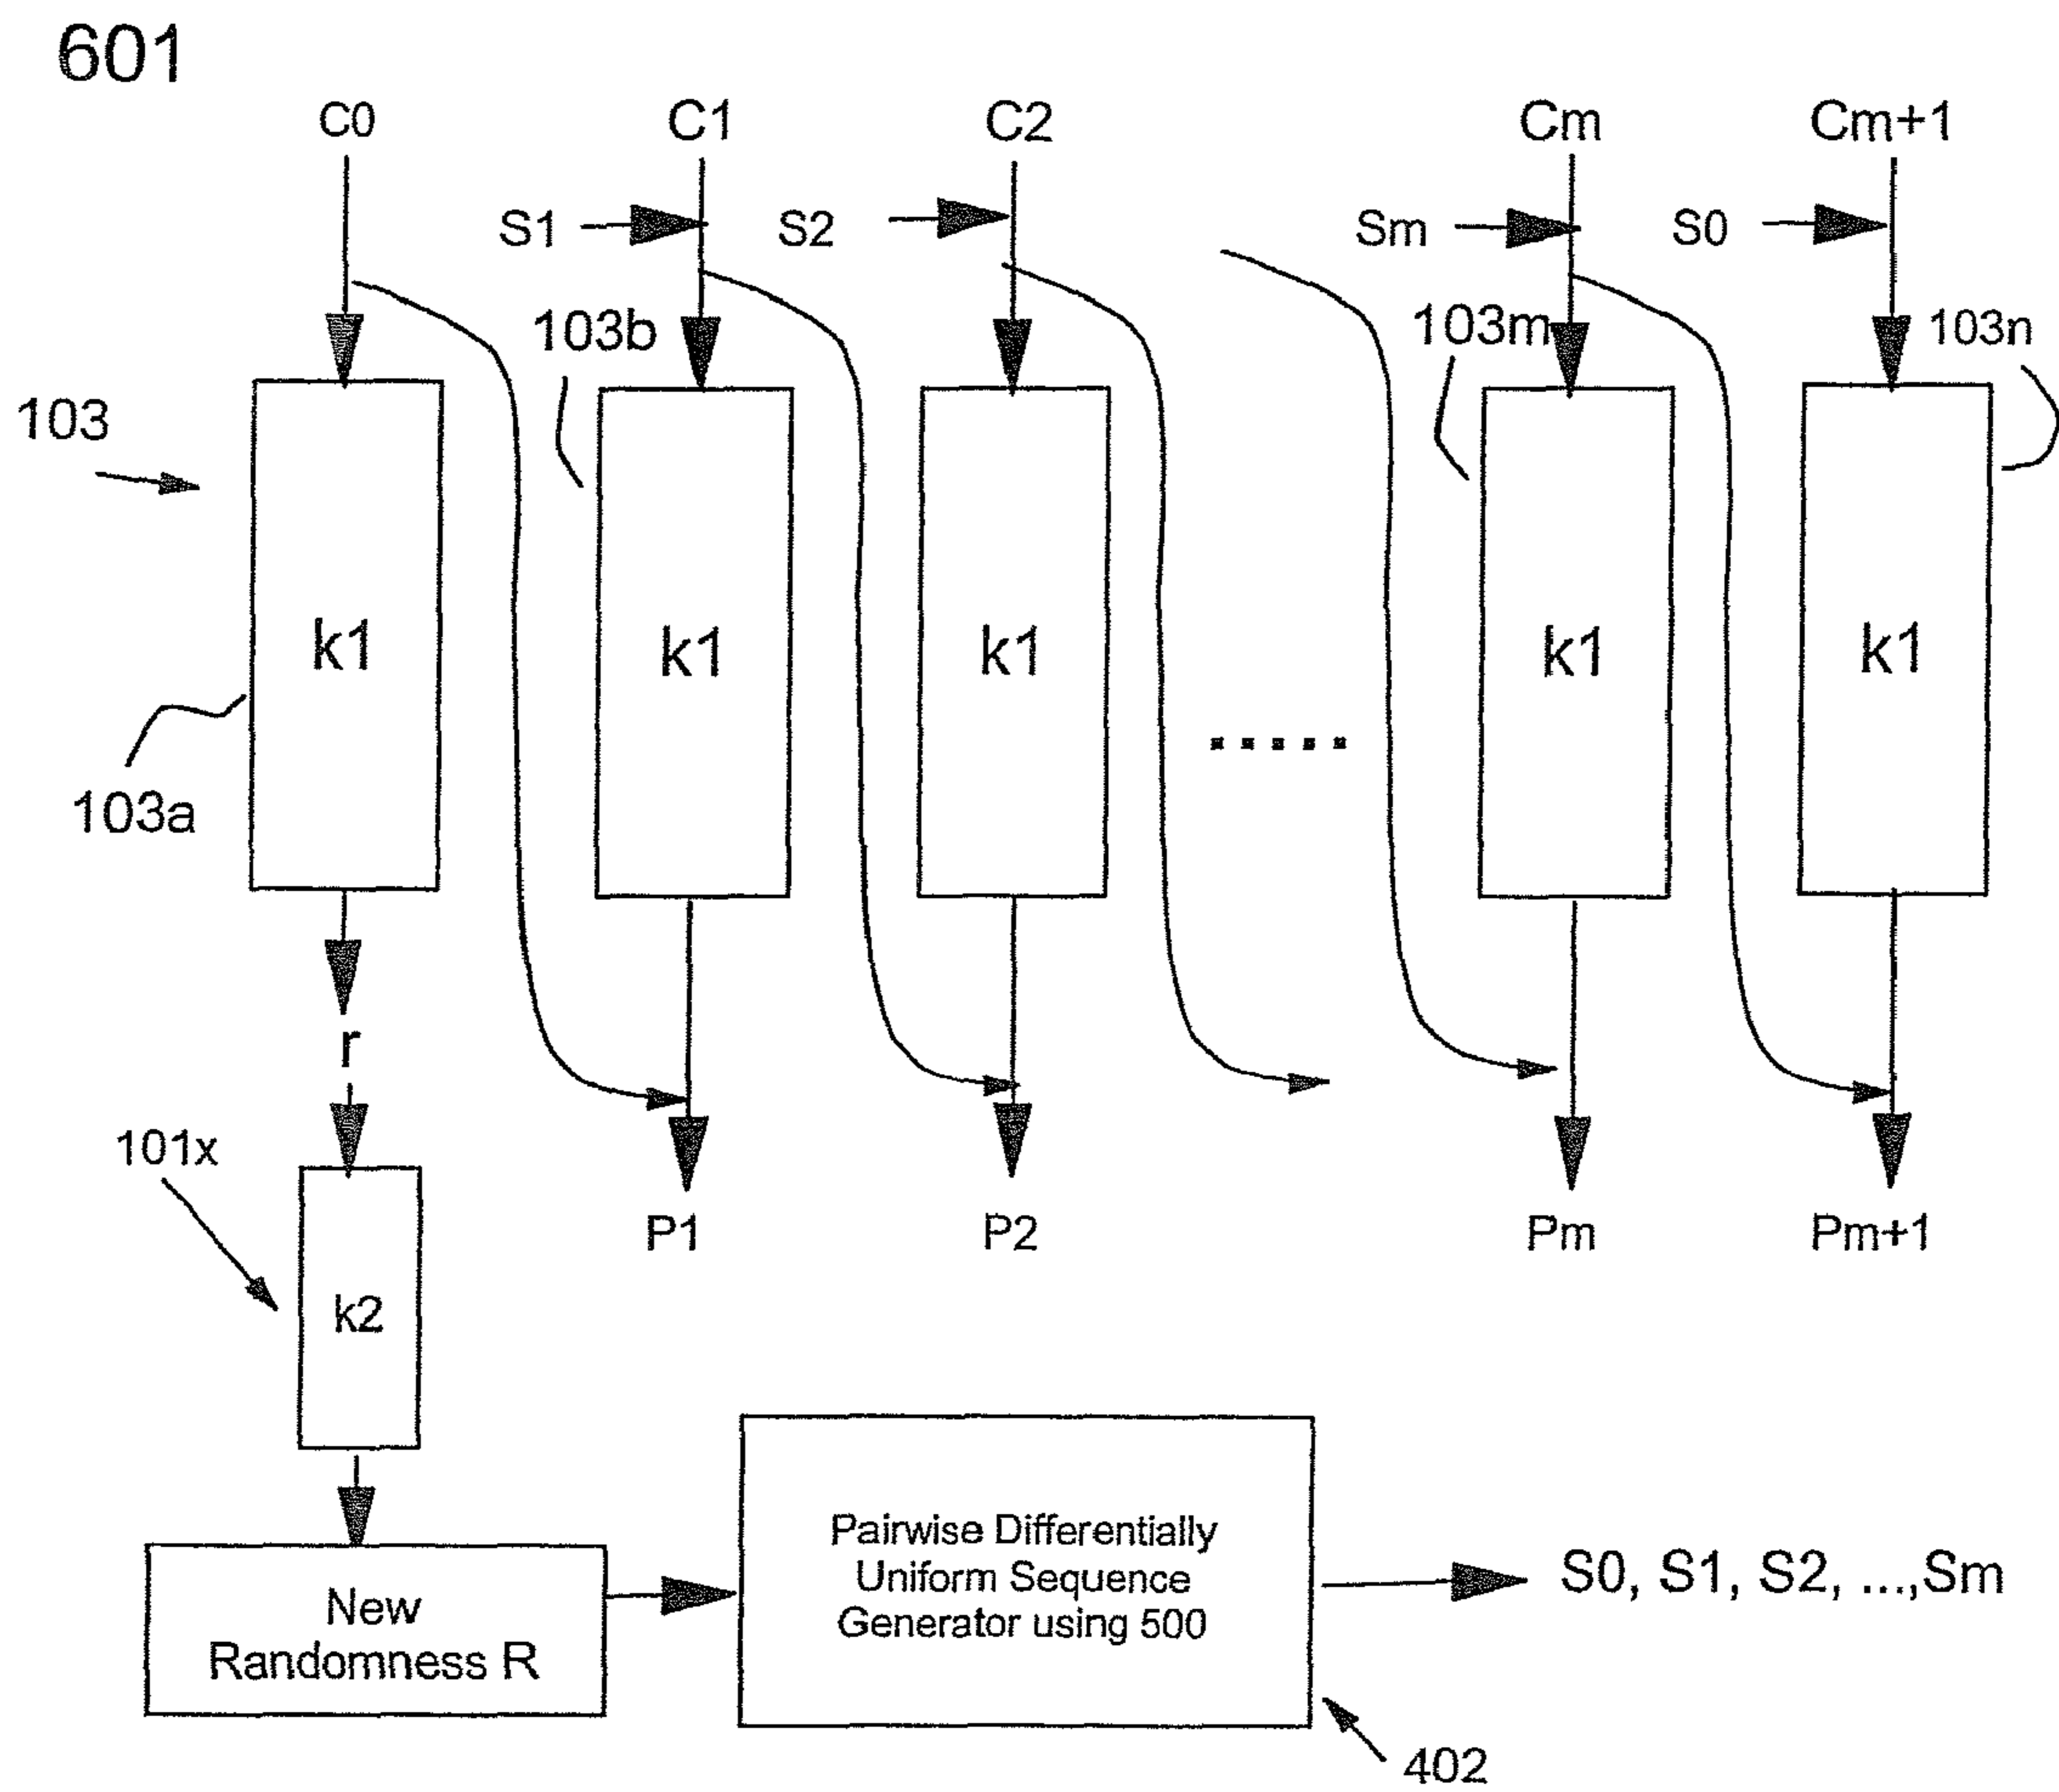 601
C0 C1 C2 Cm Cm+1
S1 S2 Sm S0
103b 103m 103n
103
k1 k1 k1 k1 k1
.....
103a
r
101x
P1 P2 Pm Pm+1
k2
Pairwise Differentially
Uniform Sequence
Generator using 500
S0, S1, S2, ...,Sm
New
Randomness R
402